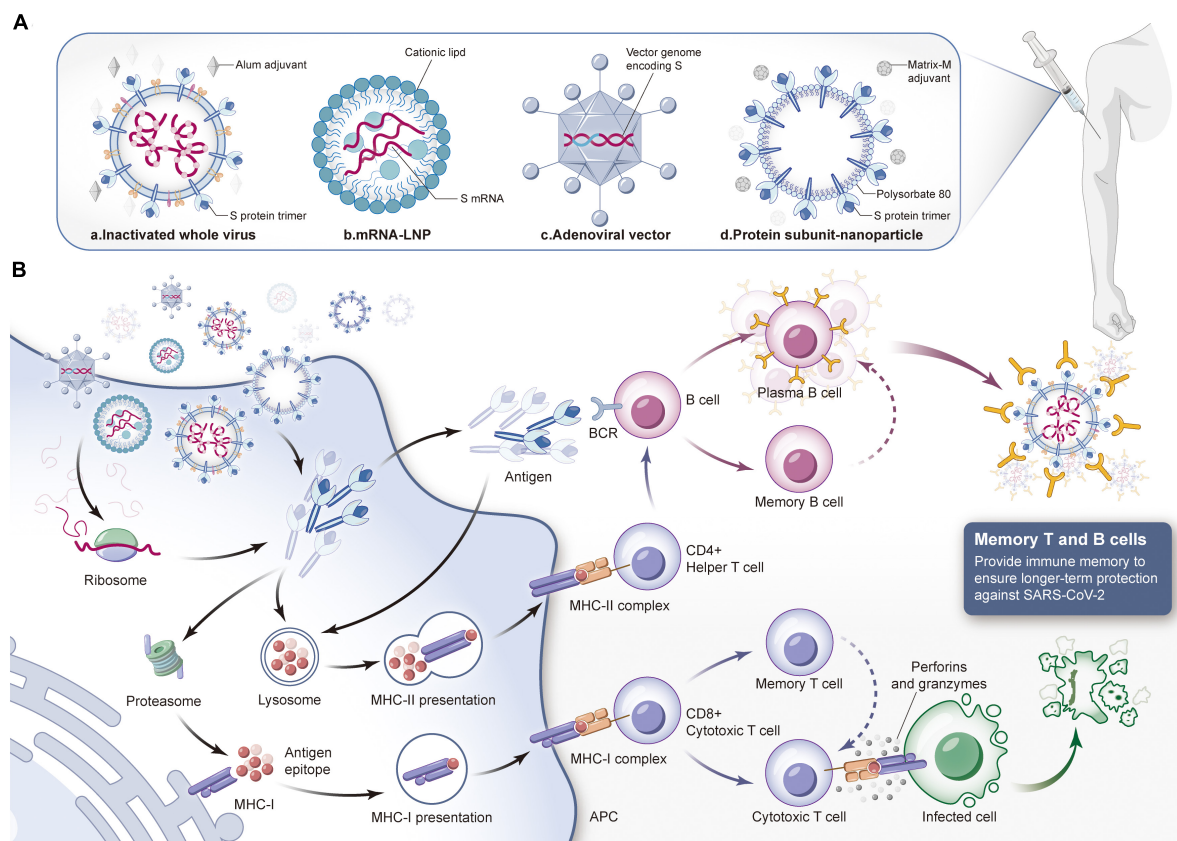 A
Alum adjuvant
S protein trimer
a.Inactivated whole virus
Cationic lipd
S mRNA
b.mRNA-LNP
Vector genome
encoding S
c.Adenoviral vector
Matrix-M
adjuvant
Polysorbate 80
S protein trimer
d.Protein subunit-nanoparticle
B
Ribosome
Antigen
BCR
B cell
Plasma B cell
Memory B cell
Memory T and B cells
Provide immune memory to
ensure longer-term protection
against SARS-CoV-2
CD4+
Helper T cell
MHC-II complex
Proteasome
Lysosome
MHC-II presentation
Antigen
epitope
MHC-I
MHC-I presentation
CD8+
Cytotoxic T cell
MHC-I complex
APC
Memory T cell
Cytotoxic T cell
Perforins
and granzymes
Infected cell